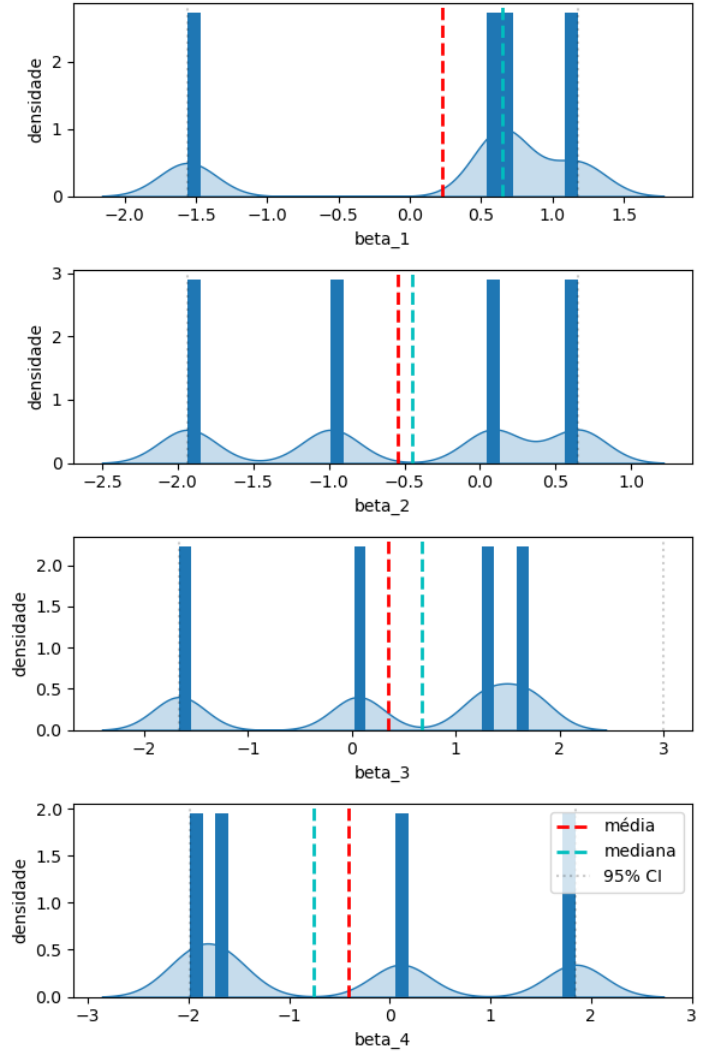 2
densidade
1
0
−2.0 −1.5 −1.0 −0.5 0.0 0.5 1.0 1.5
beta_1
3
2
densidade
1
0
−2.5 −2.0 −1.5 −1.0 −0.5 0.0 0.5 1.0
beta_2
2.0
1.5
densidade
1.0
0.5
0.0
−2 −1 0 1 2 3
beta_3
2.0
média
1.5
mediana
densidade
95% CI
1.0
0.5
0.0
−3 −2 −1 0 1 2 3
beta_4